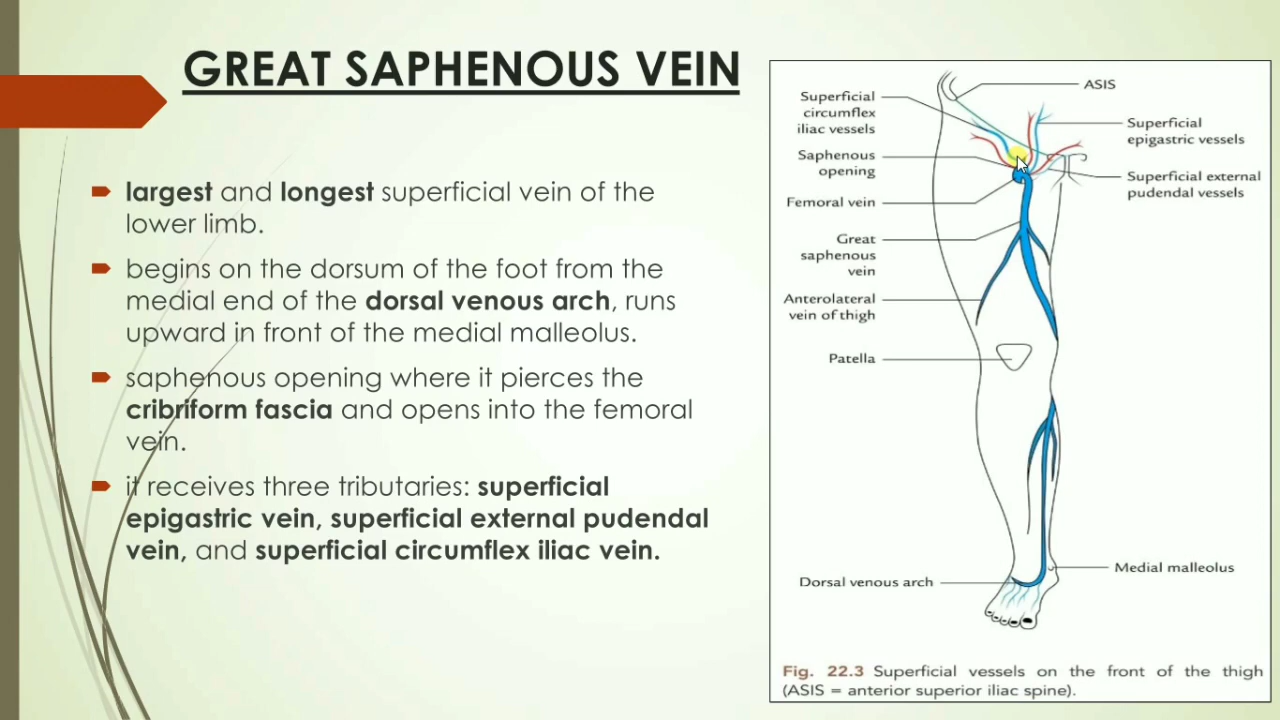 GREAT SAPHENOUS VEIN
largest and longest superficial vein of the
lower limb.
begins on the dorsum of the foot from the
medial end of the dorsal venous arch, runs
upward in front of the medial malleolus.
saphenous opening where it pierces the
cribriform fascia and opens into the femoral
vein.
it receives three tributaries: superficial
epigastric vein, superficial external pudendal
vein, and superficial circumflex iliac vein.
ASIS
Superficial
circumflex
iliac vessels
Superficial
epigastric vessels
Saphenous
opening
Superficial external
pudendal vessels
Femoral vein
Great
saphenous
vein
Anterolateral
vein of thigh
Patella
Medial malleolus
Dorsal venous arch
Fig. 22.3 Superficial vessels on the front of the thigh
(ASIS = anterior superior iliac spine).